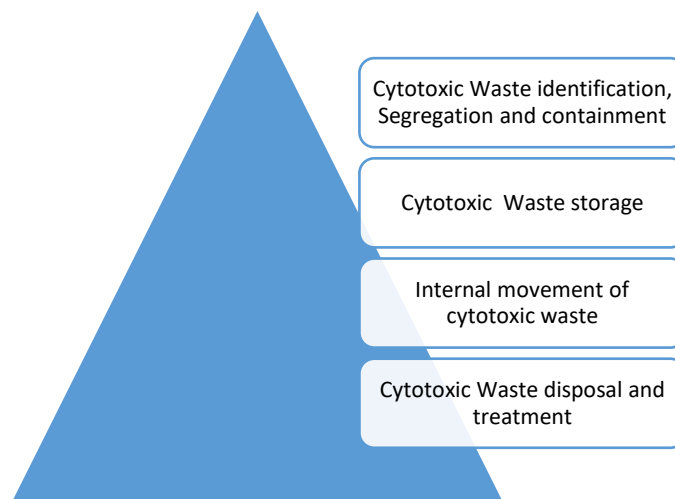 Cytotoxic Waste identification,
Segregation and containment
Cytotoxic  Waste storage
Internal movement of
cytotoxic waste
Cytotoxic Waste disposal and
treatment